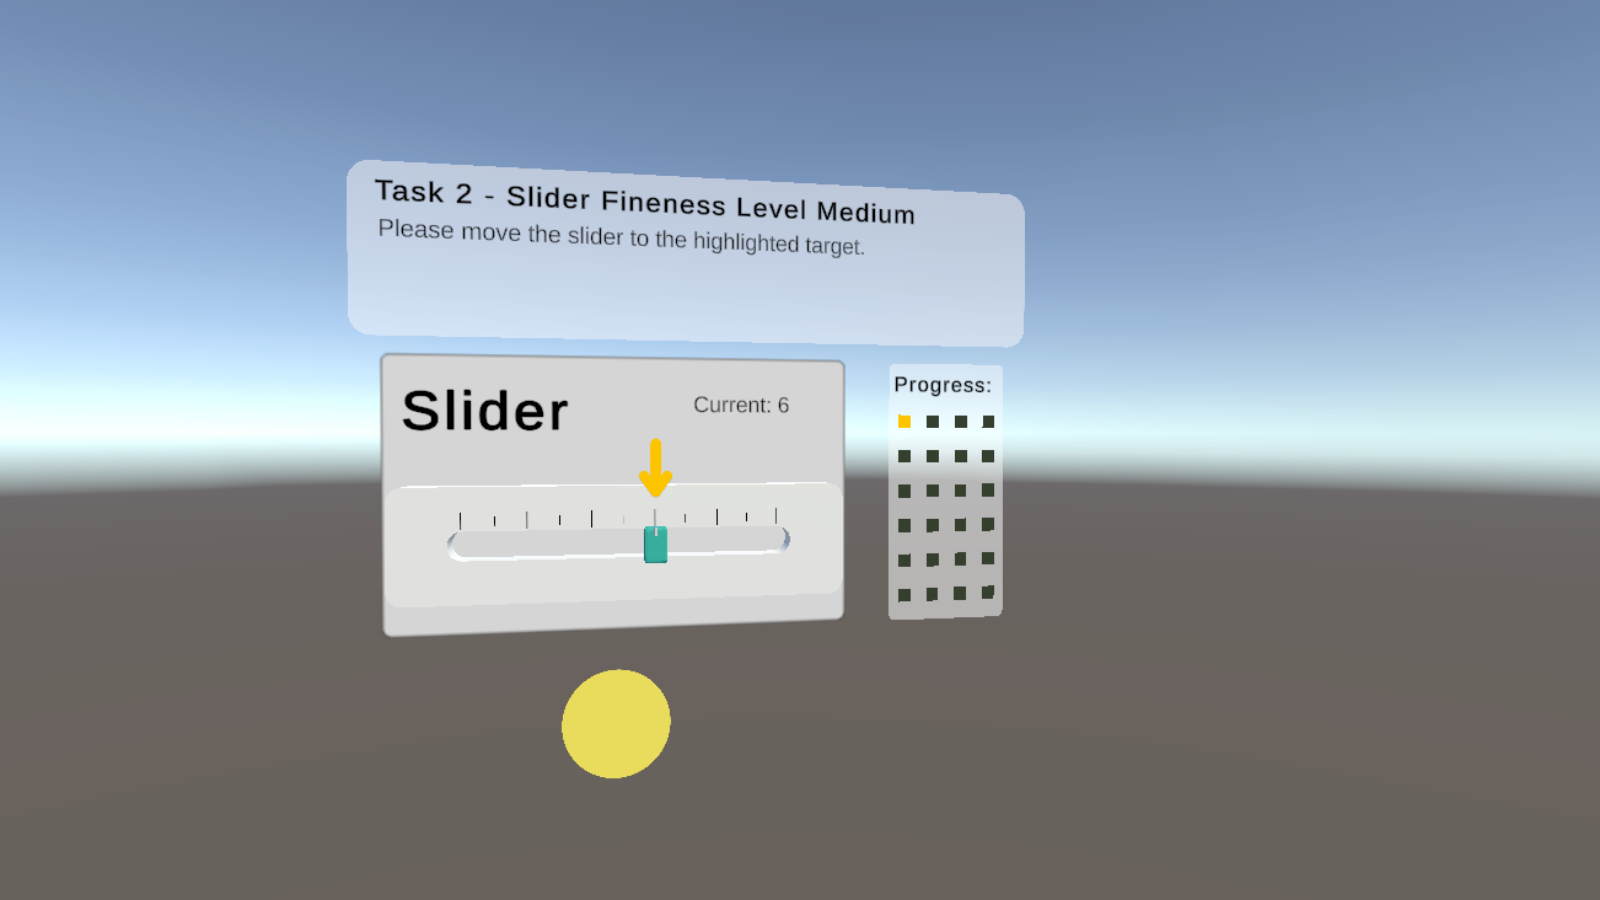 Task 2 - Slider Fineness Level Medium
Please move the slider to the highlighted target.
Slider
Current: 6
Progress: